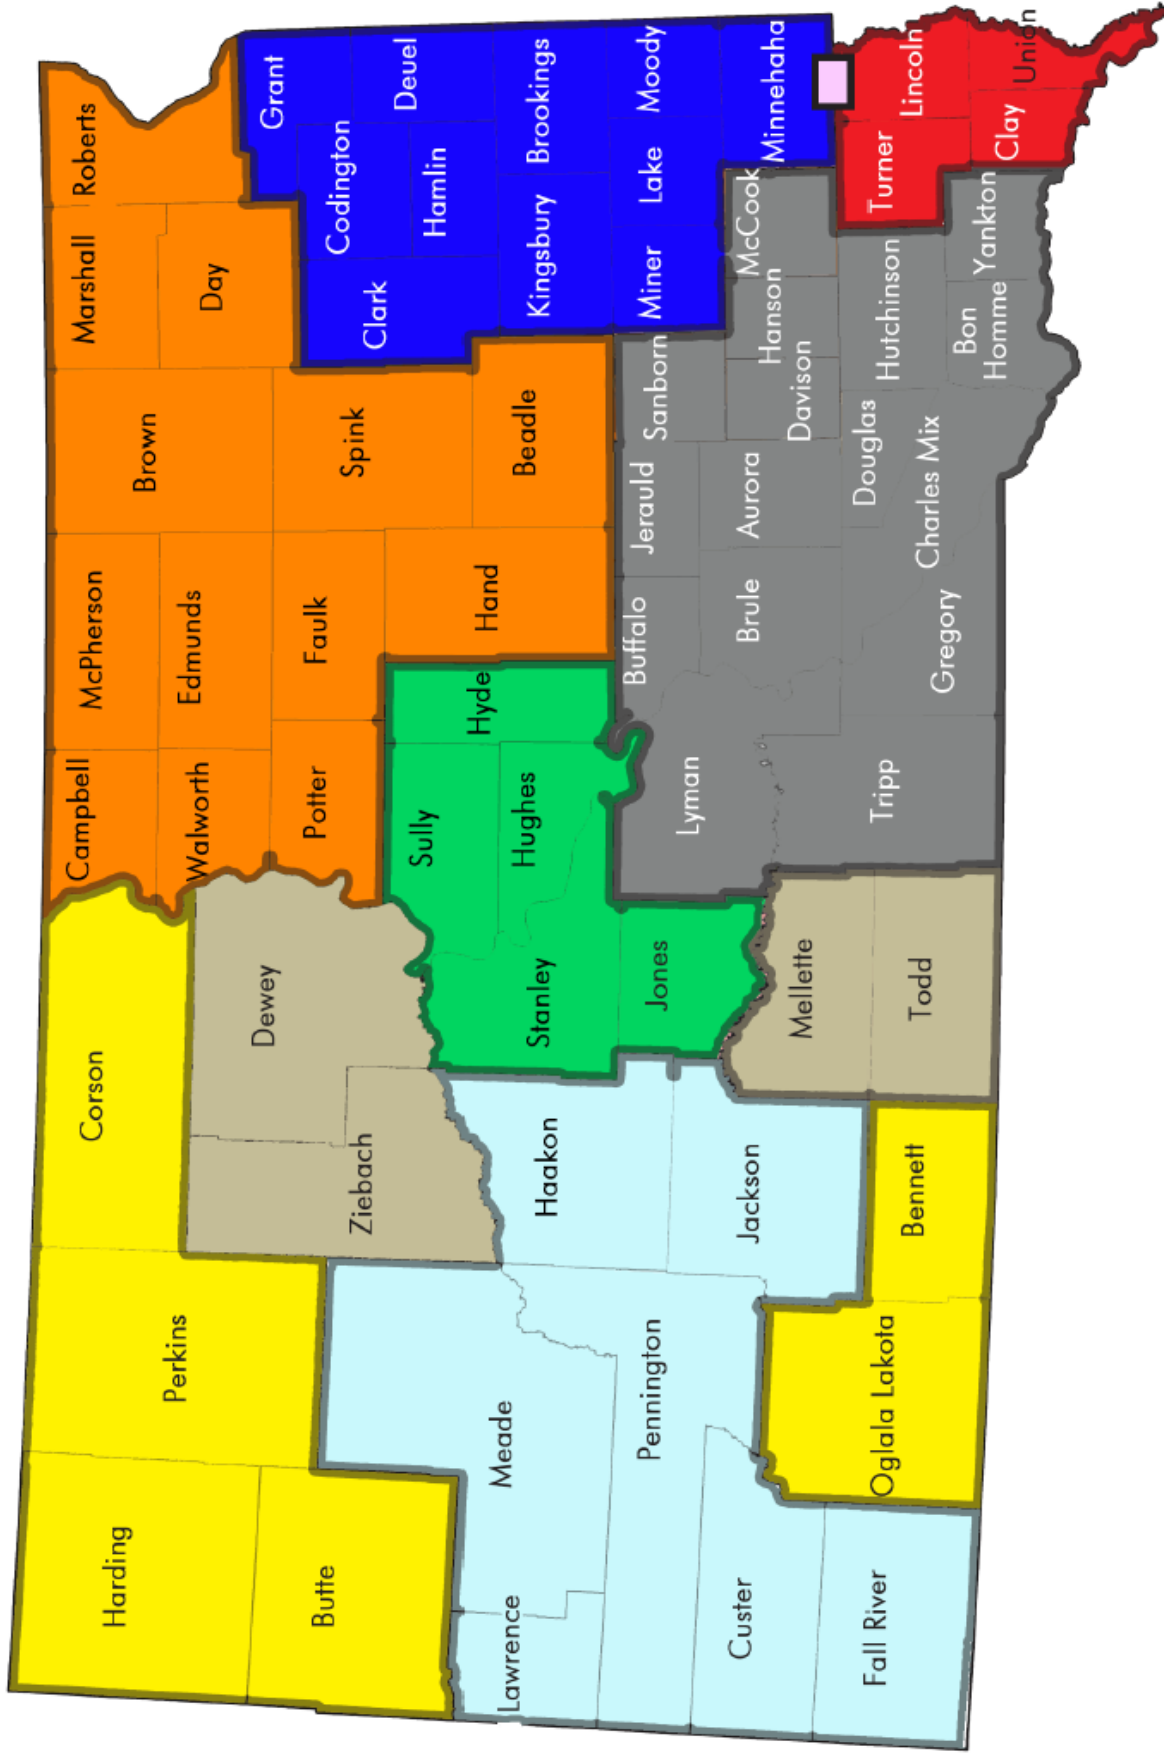 Harding
Perkins
Corson
Campbell
McPherson
Brown
Marshall
Roberts
Butte
Ziebach
Dewey
Walworth
Edmunds
Day
Potter
Faulk
Spink
Grant
Codington
Clark
Deuel
Hamlin
Lawrence
Meade
Haakon
Stanley
Sully
Hughes
Hyde
Hand
Beadle
Kingsbury
Brookings
Pennington
Jackson
Jones
Lyman
Buffalo
Jerauld
Sanborn
Miner
Lake
Moody
Custer
Mellette
Brule
Aurora
Davison
Hanson
McCook
Minnehaha
Fall River
Oglala Lakota
Bennett
Todd
Tripp
Gregory
Charles Mix
Douglas
Hutchinson
Turner
Lincoln
Bon
Homme
Yankton
Clay
Union